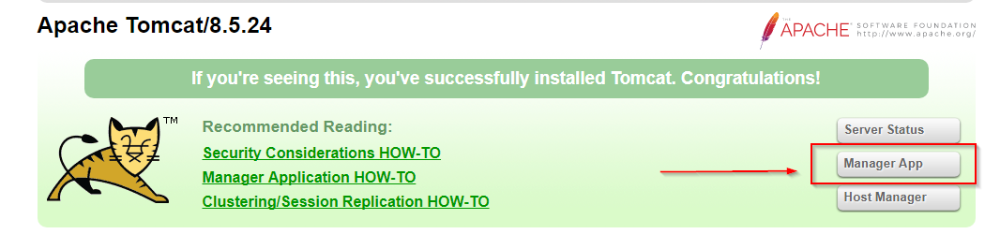 Apache Tomcat/8.5.24
THE
APACHE
SOFTWARE FOUNDATION
http://www.apache.org/
If you're seeing this, you've successfully installed Tomcat. Congratulations!
TM
Recommended Reading:
Security Considerations HOW-TO
Manager Application HOW-TO
Clustering/Session Replication HOW-TO
Server Status
Manager App
Host Manager